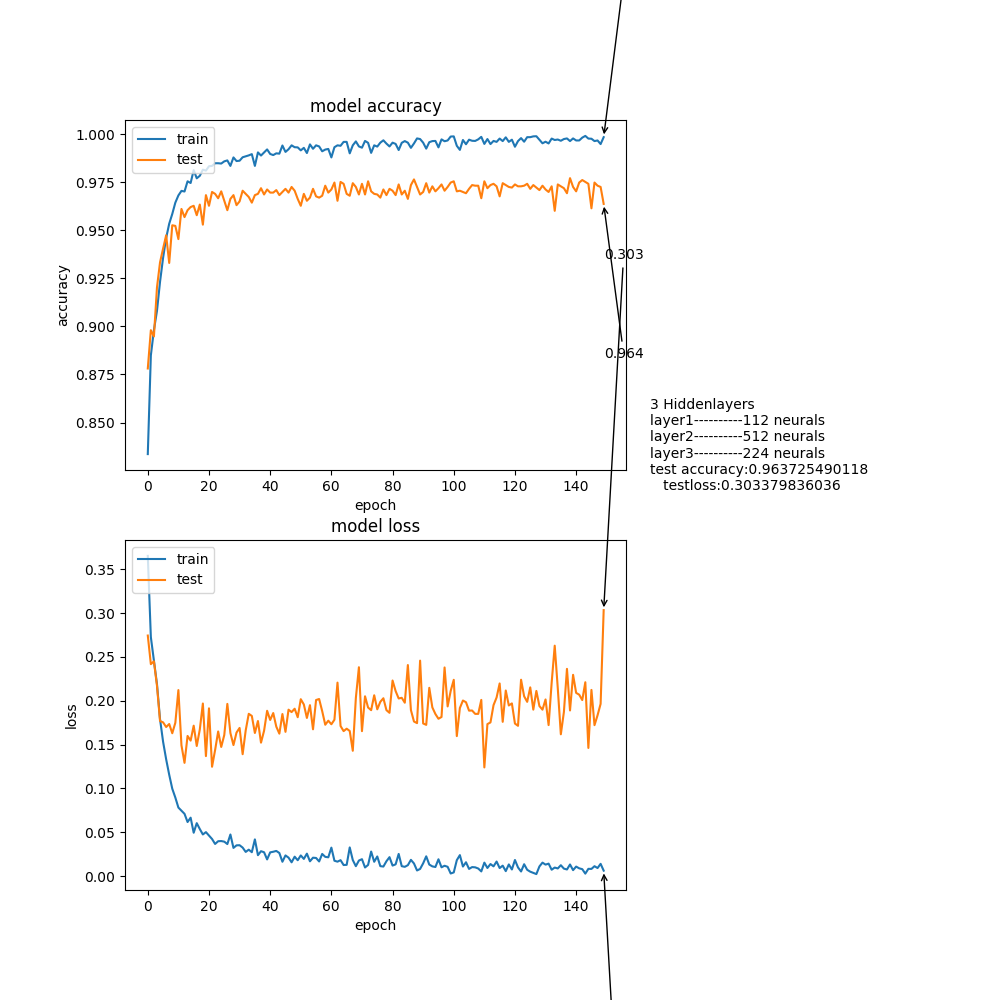 model accuracy
train
test
1.000
0.975
0.950
0.925
0.900
0.875
0.850
accuracy
0 20 40 60 80 100 120 140
epoch
0.303
0.964
3 Hiddenlayers
layer1----------112 neurals
layer2----------512 neurals
layer3----------224 neurals
test accuracy:0.963725490118
testloss:0.303379836036
model loss
train
test
0.35
0.30
0.25
0.20
0.15
0.10
0.05
0.00
loss
0 20 40 60 80 100 120 140
epoch